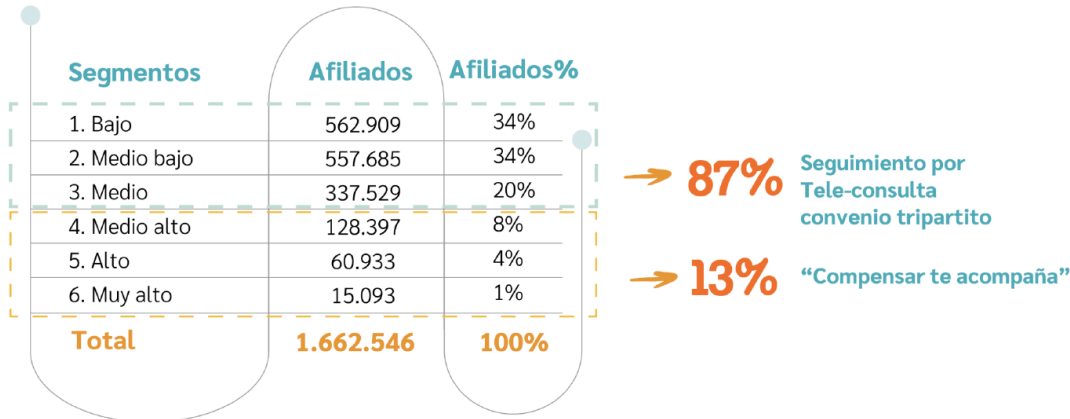 Segmentos Afiliados Afiliados%
1. Bajo 562.909 34%
2. Medio bajo 557.685 34%
3. Medio 337.529 20%
4. Medio alto 128.397 8%
5. Alto 60.933 4%
6. Muy alto 15.093 1%
Total 1.662.546 100%
87% Seguimiento por
Tele-consulta
convenio tripartito
13% “Compensar te acompaña”